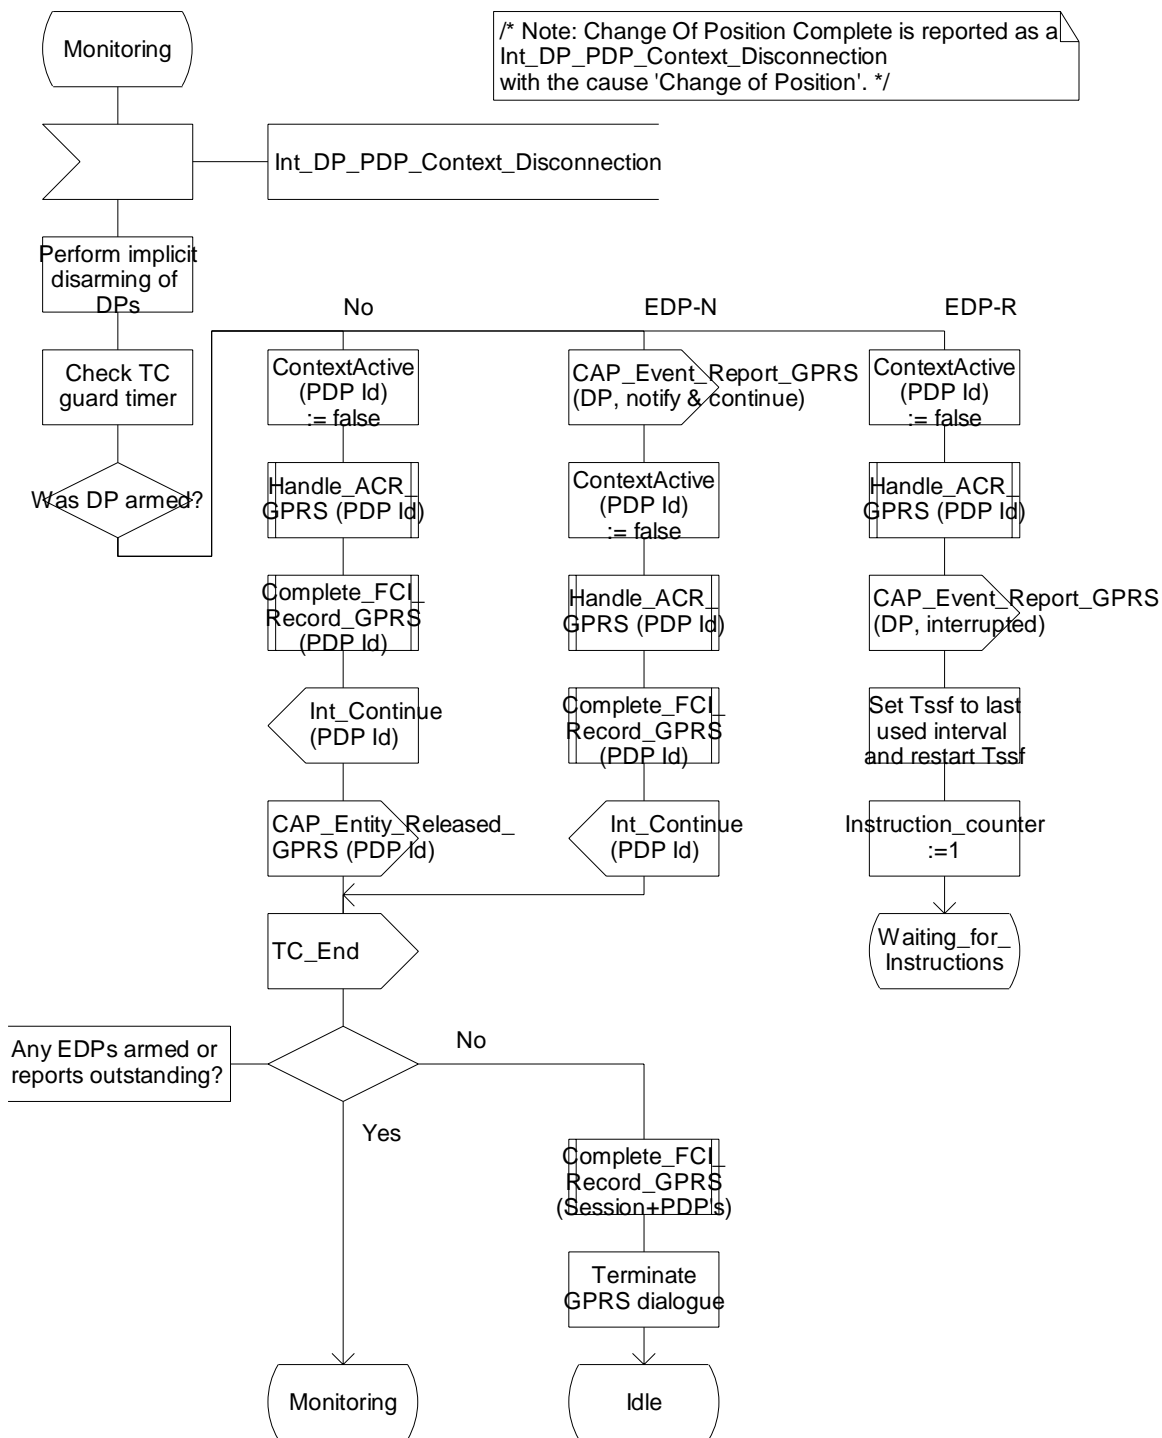 Monitoring
/* Note: Change Of Position Complete is reported as a
Int_DP_PDP_Context_Disconnection
with the cause 'Change of Position'. */
Int_DP_PDP_Context_Disconnection
Perform implicit
disarming of
DPs
Check TC
guard timer
Was DP armed?
No
EDP-N
EDP-R
ContextActive
(PDP Id)
:= false
Handle_ACR_
GPRS (PDP Id)
Complete_FCI_
Record_GPRS
(PDP Id)
Int_Continue
(PDP Id)
CAP_Entity_Released_
GPRS (PDP Id)
CAP_Event_Report_GPRS
(DP, notify & continue)
ContextActive
(PDP Id)
:= false
Handle_ACR_
GPRS (PDP Id)
Complete_FCI_
Record_GPRS
(PDP Id)
Int_Continue
(PDP Id)
ContextActive
(PDP Id)
:= false
Handle_ACR_
GPRS (PDP Id)
CAP_Event_Report_GPRS
(DP, interrupted)
Set Tssf to last
used interval
and restart Tssf
Instruction_counter
:=1
Waiting_for_
Instructions
TC_End
Any EDPs armed or
reports outstanding?
No
Yes
Complete_FCI_
Record_GPRS
(Session+PDP's)
Terminate
GPRS dialogue
Monitoring
Idle